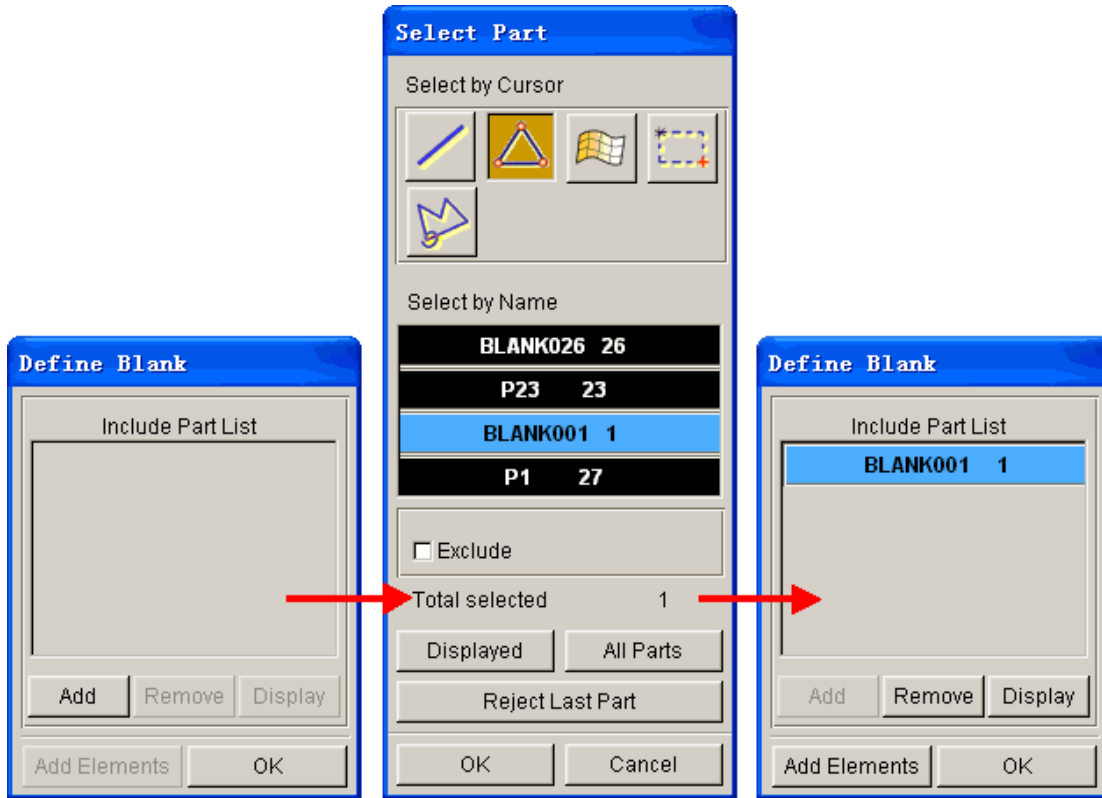 Define Blank
Include Part List
Add Remove Display
Add Elements OK
Select Part
Select by Cursor
Select by Name
BLANK026 26
P23 23
BLANK001 1
P1 27
Exclude
Total selected 1
Displayed All Parts
Reject Last Part
OK Cancel
Define Blank
Include Part List
BLANK001 1
Add Remove Display
Add Elements OK